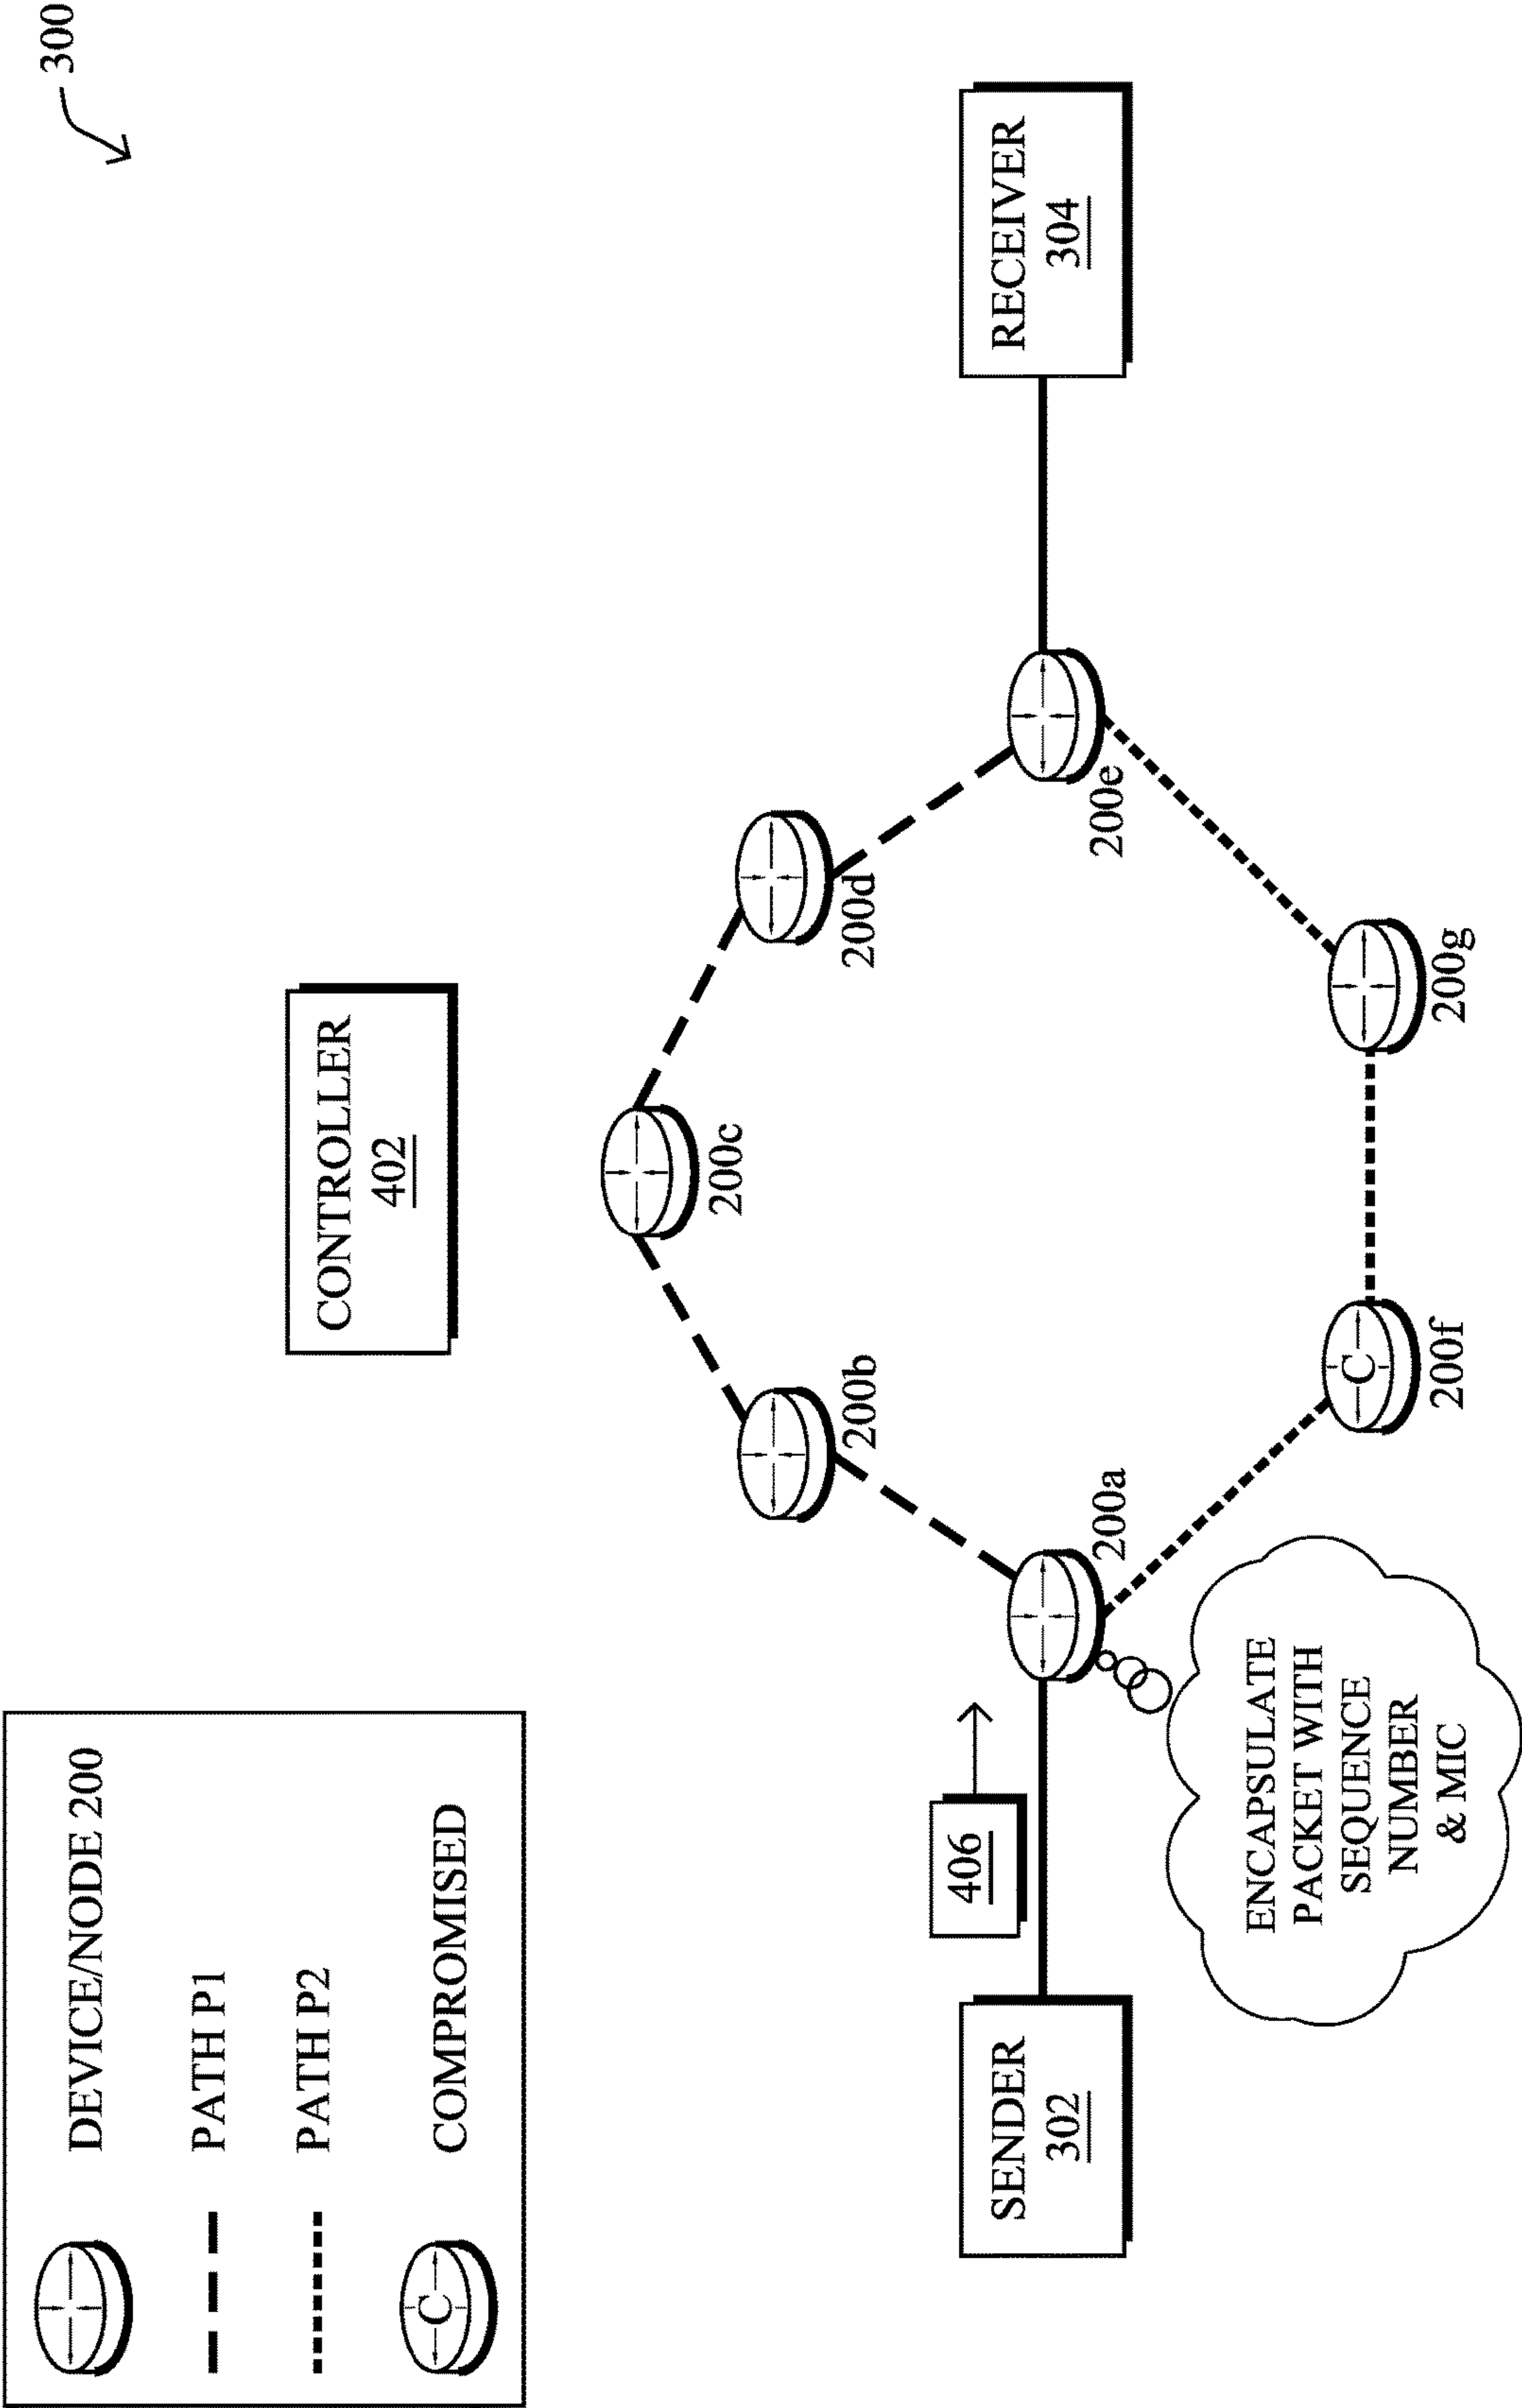 300
DEVICE/NODE 200
PATH P1
PATH P2
C
COMPROMISED
CONTROLLER
402
200c
200b
200d
SENDER
302
406
200a
200e
RECEIVER
304
C
200f
200g
ENCAPSULATE
PACKET WITH
SEQUENCE
NUMBER
& MIC